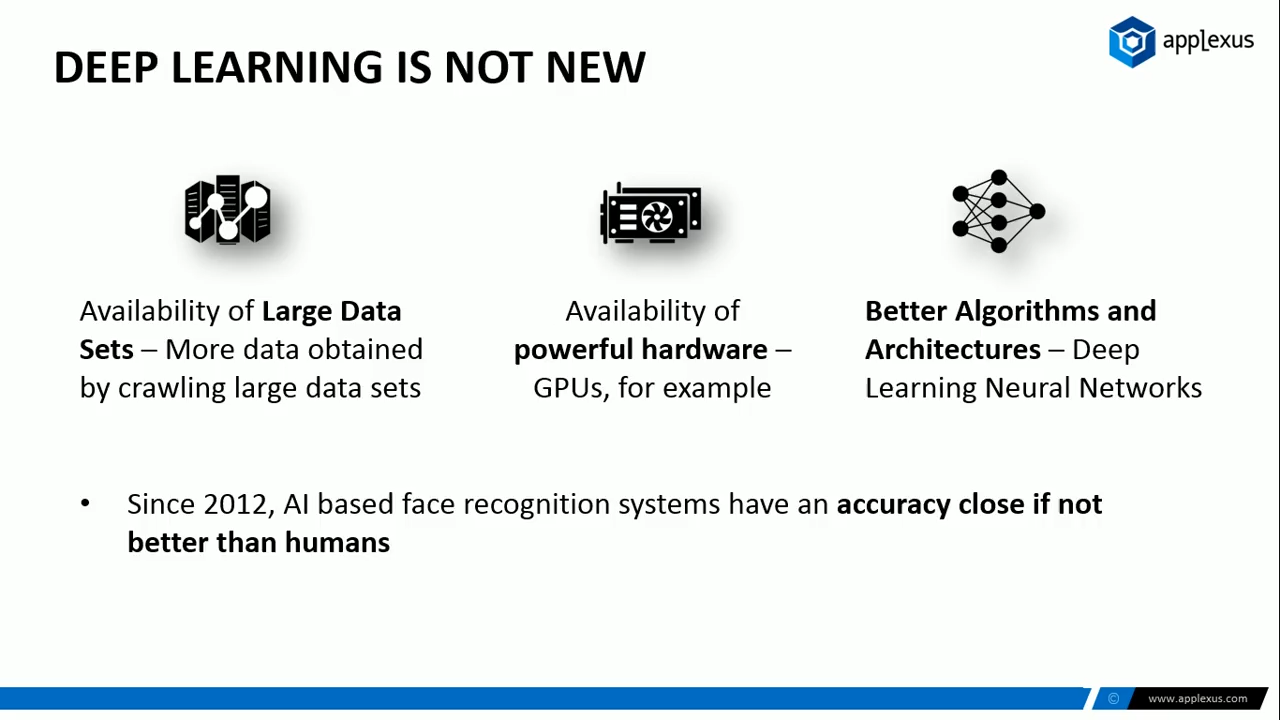 DEEP LEARNING IS NOT NEW
applexus
Availability of Large Data
Sets – More data obtained
by crawling large data sets
Availability of
powerful hardware –
GPUs, for example
Better Algorithms and
Architectures – Deep
Learning Neural Networks
• Since 2012, AI based face recognition systems have an accuracy close if not
better than humans
© www.applexus.com